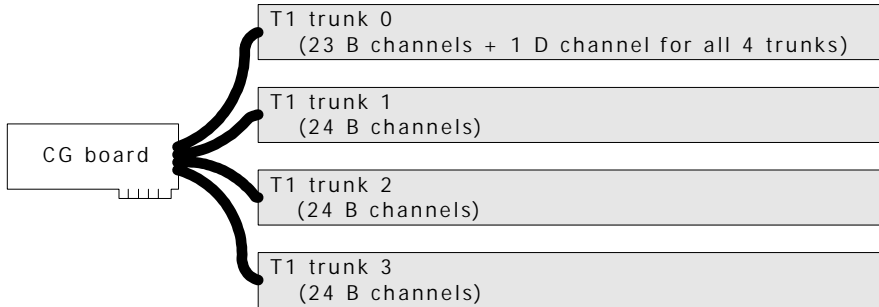 T1 trunk 0
(23 B channels + 1 D channel for all 4 trunks)
T1 trunk 1
(24 B channels)
CG board
T1 trunk 2
(24 B channels)
T1 trunk 3
(24 B channels)